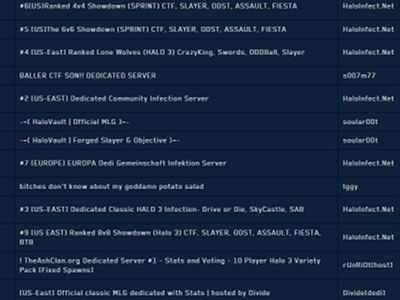 #6[US]Ranked 4v4 Showdown (SPRINT) CTF, SLAYER, ODST, ASSAULT, FIESTA HaloInfect.Net
#5 [US]The 6v6 Showdown (SPRINT) CTF, SLAYER, ODST, ASSAULT, FIESTA HaloInfect.Net
#4 [US-East] Ranked Lone Wolves (HALO 3) CrazyKing, Swords, ODDBall, Slayer HaloInfect.Net
BALLER CTF SON!! DEDICATED SERVER s007m77
#2 [US-EAST] Dedicated Community Infection Server HaloInfect.Net
-={ HaloVault | Official MLG }=- soular00t
-={ HaloVault | Forged Slayer & Objective }=- soular00t
#7 [EUROPE] EUROPA Dedi Gemeinschaft Infektion Server HaloInfect.Net
bitches don't know about my goddamn potato salad Iggy
#3 [US-EAST] Dedicated Classic HALO 3 Infection- Drive or Die, SkyCastle, SAB HaloInfect.Net
#9 [US EAST] Ranked 8v8 Showdown (Halo 3) CTF, SLAYER, ODST, ASSAULT, FIESTA, HaloInfect.Net
BTB
! TheAshClan.org Dedicated Server #1 - Stats and Voting - 10 Player Halo 3 Variety rUnRiOt[host]
Pack [Fixed Spawns]
[US-East] Official classic MLG dedicated with Stats | hosted by Divide Divide[dedi]